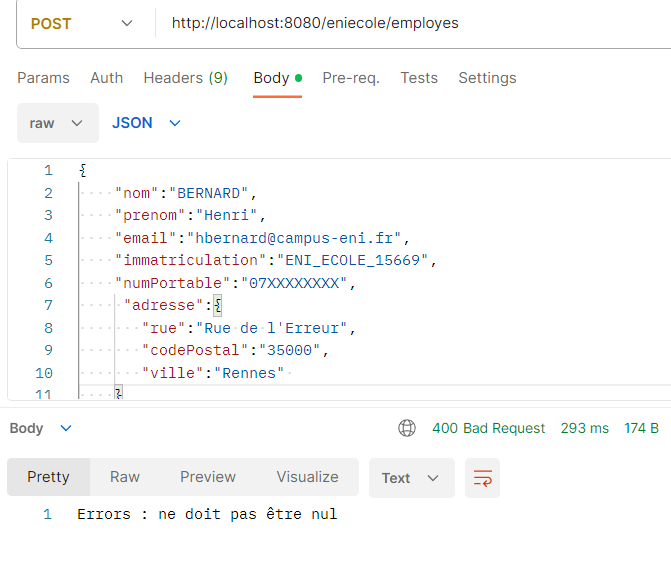 POST http://localhost:8080/eniecole/employes
Params Auth Headers (9) Body Pre-req. Tests Settings
raw JSON
1 {
2 "nom":"BERNARD",
3 "prenom":"Henri",
4 "email":"hbernard@campus-eni.fr",
5 "immatriculation":"ENI_ECOLE_15669",
6 "numPortable":"07XXXXXXXX",
7 "adresse":{
8 "rue":"Rue de l'Erreur",
9 "codePostal":"35000",
10 "ville":"Rennes"
11 }
Body 400 Bad Request 293 ms 174 B
Pretty Raw Preview Visualize Text
1 Errors : ne doit pas être nul